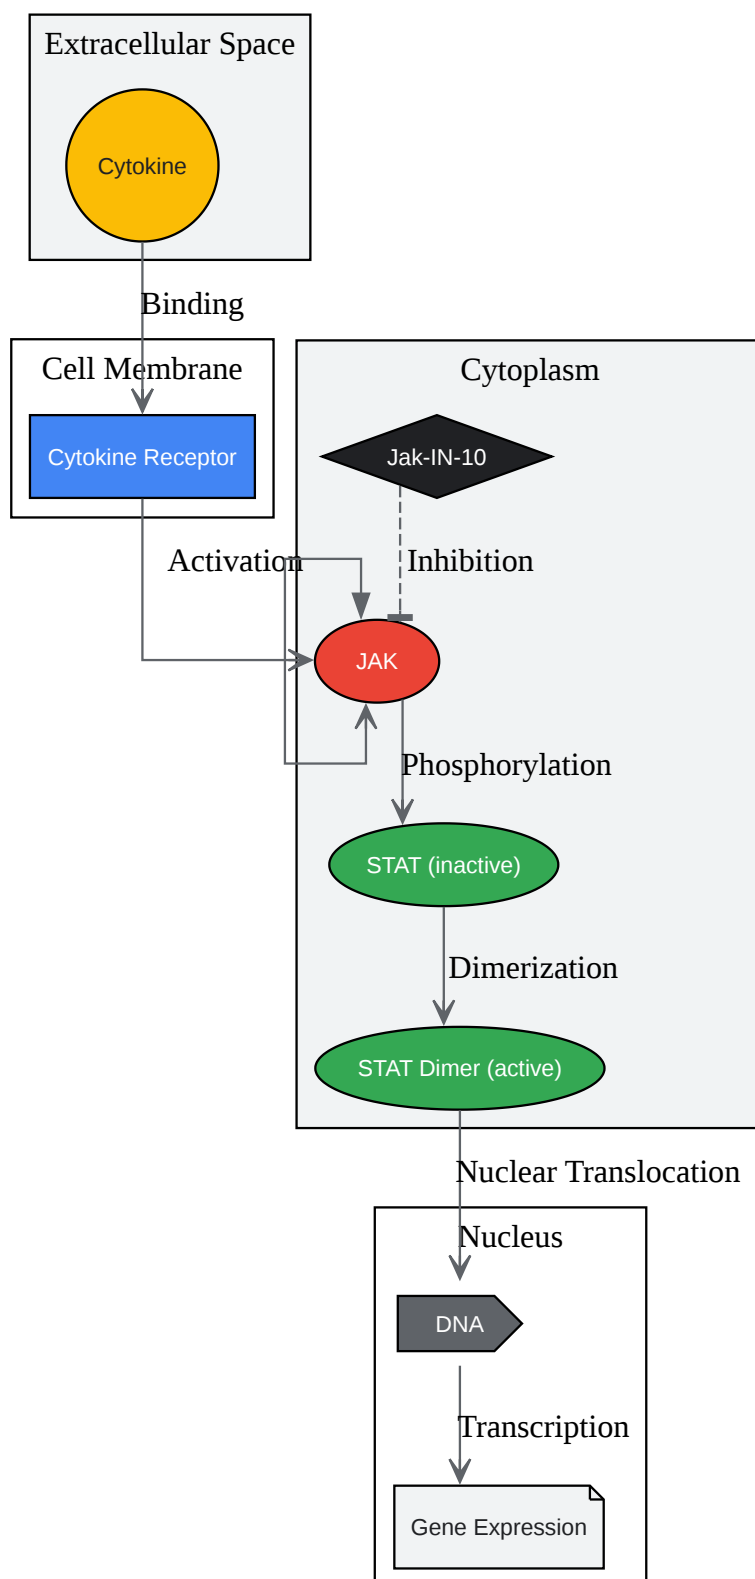 Extracellular Space
Cytokine
Binding
Cell Membrane
Cytoplasm
Cytokine Receptor
Jak-IN-10
Activation
Inhibition
JAK
Phosphorylation
STAT (inactive)
Dimerization
STAT Dimer (active)
Nuclear Translocation
Nucleus
DNA
Transcription
Gene Expression